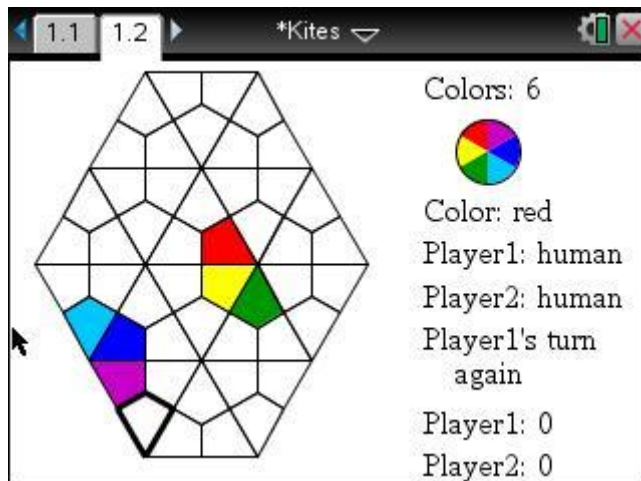 1.1 1.2 *Kites
Colors: 6
Color: red
Player1: human
Player2: human
Player1's turn
again
Player1: 0
Player2: 0